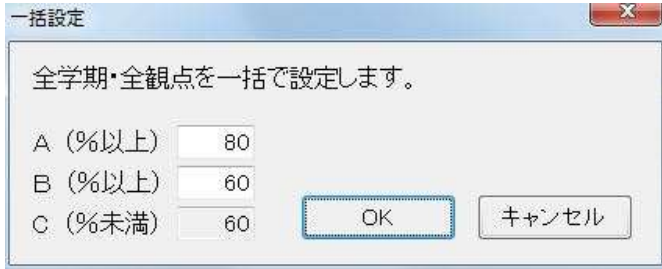 一括設定
全学期・全観点を一括で設定します。
A（%以上） 80
B（%以上） 60
C（%未満） 60
OK キャンセル